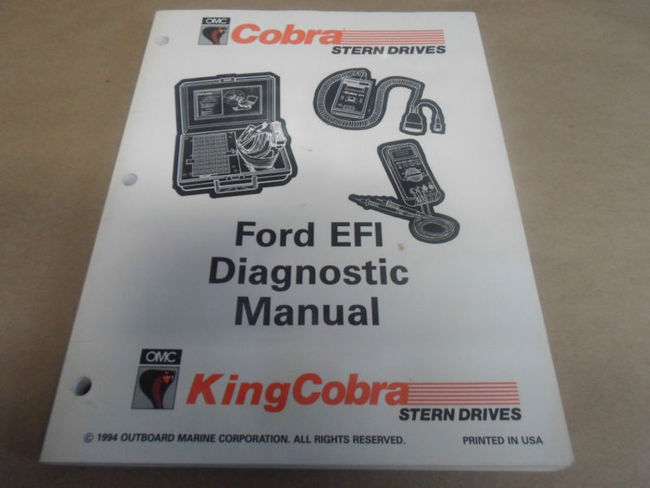 OMC
Cobra
STERN DRIVES
Ford EFI
Diagnostic
Manual
OMC
KingCobra
STERN DRIVES
© 1994 OUTBOARD MARINE CORPORATION. ALL RIGHTS RESERVED. PRINTED IN USA